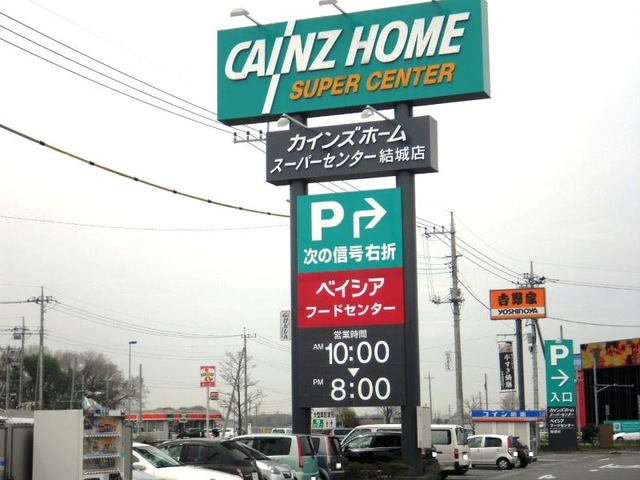 CAINZ HOME
SUPER CENTER
カインズホーム
スーパーセンター結城店
P
次の信号右折
ベイシア
フードセンター
営業時間
AM 10:00
PM 8:00
吉野家
YOSHINOYA
P
入口